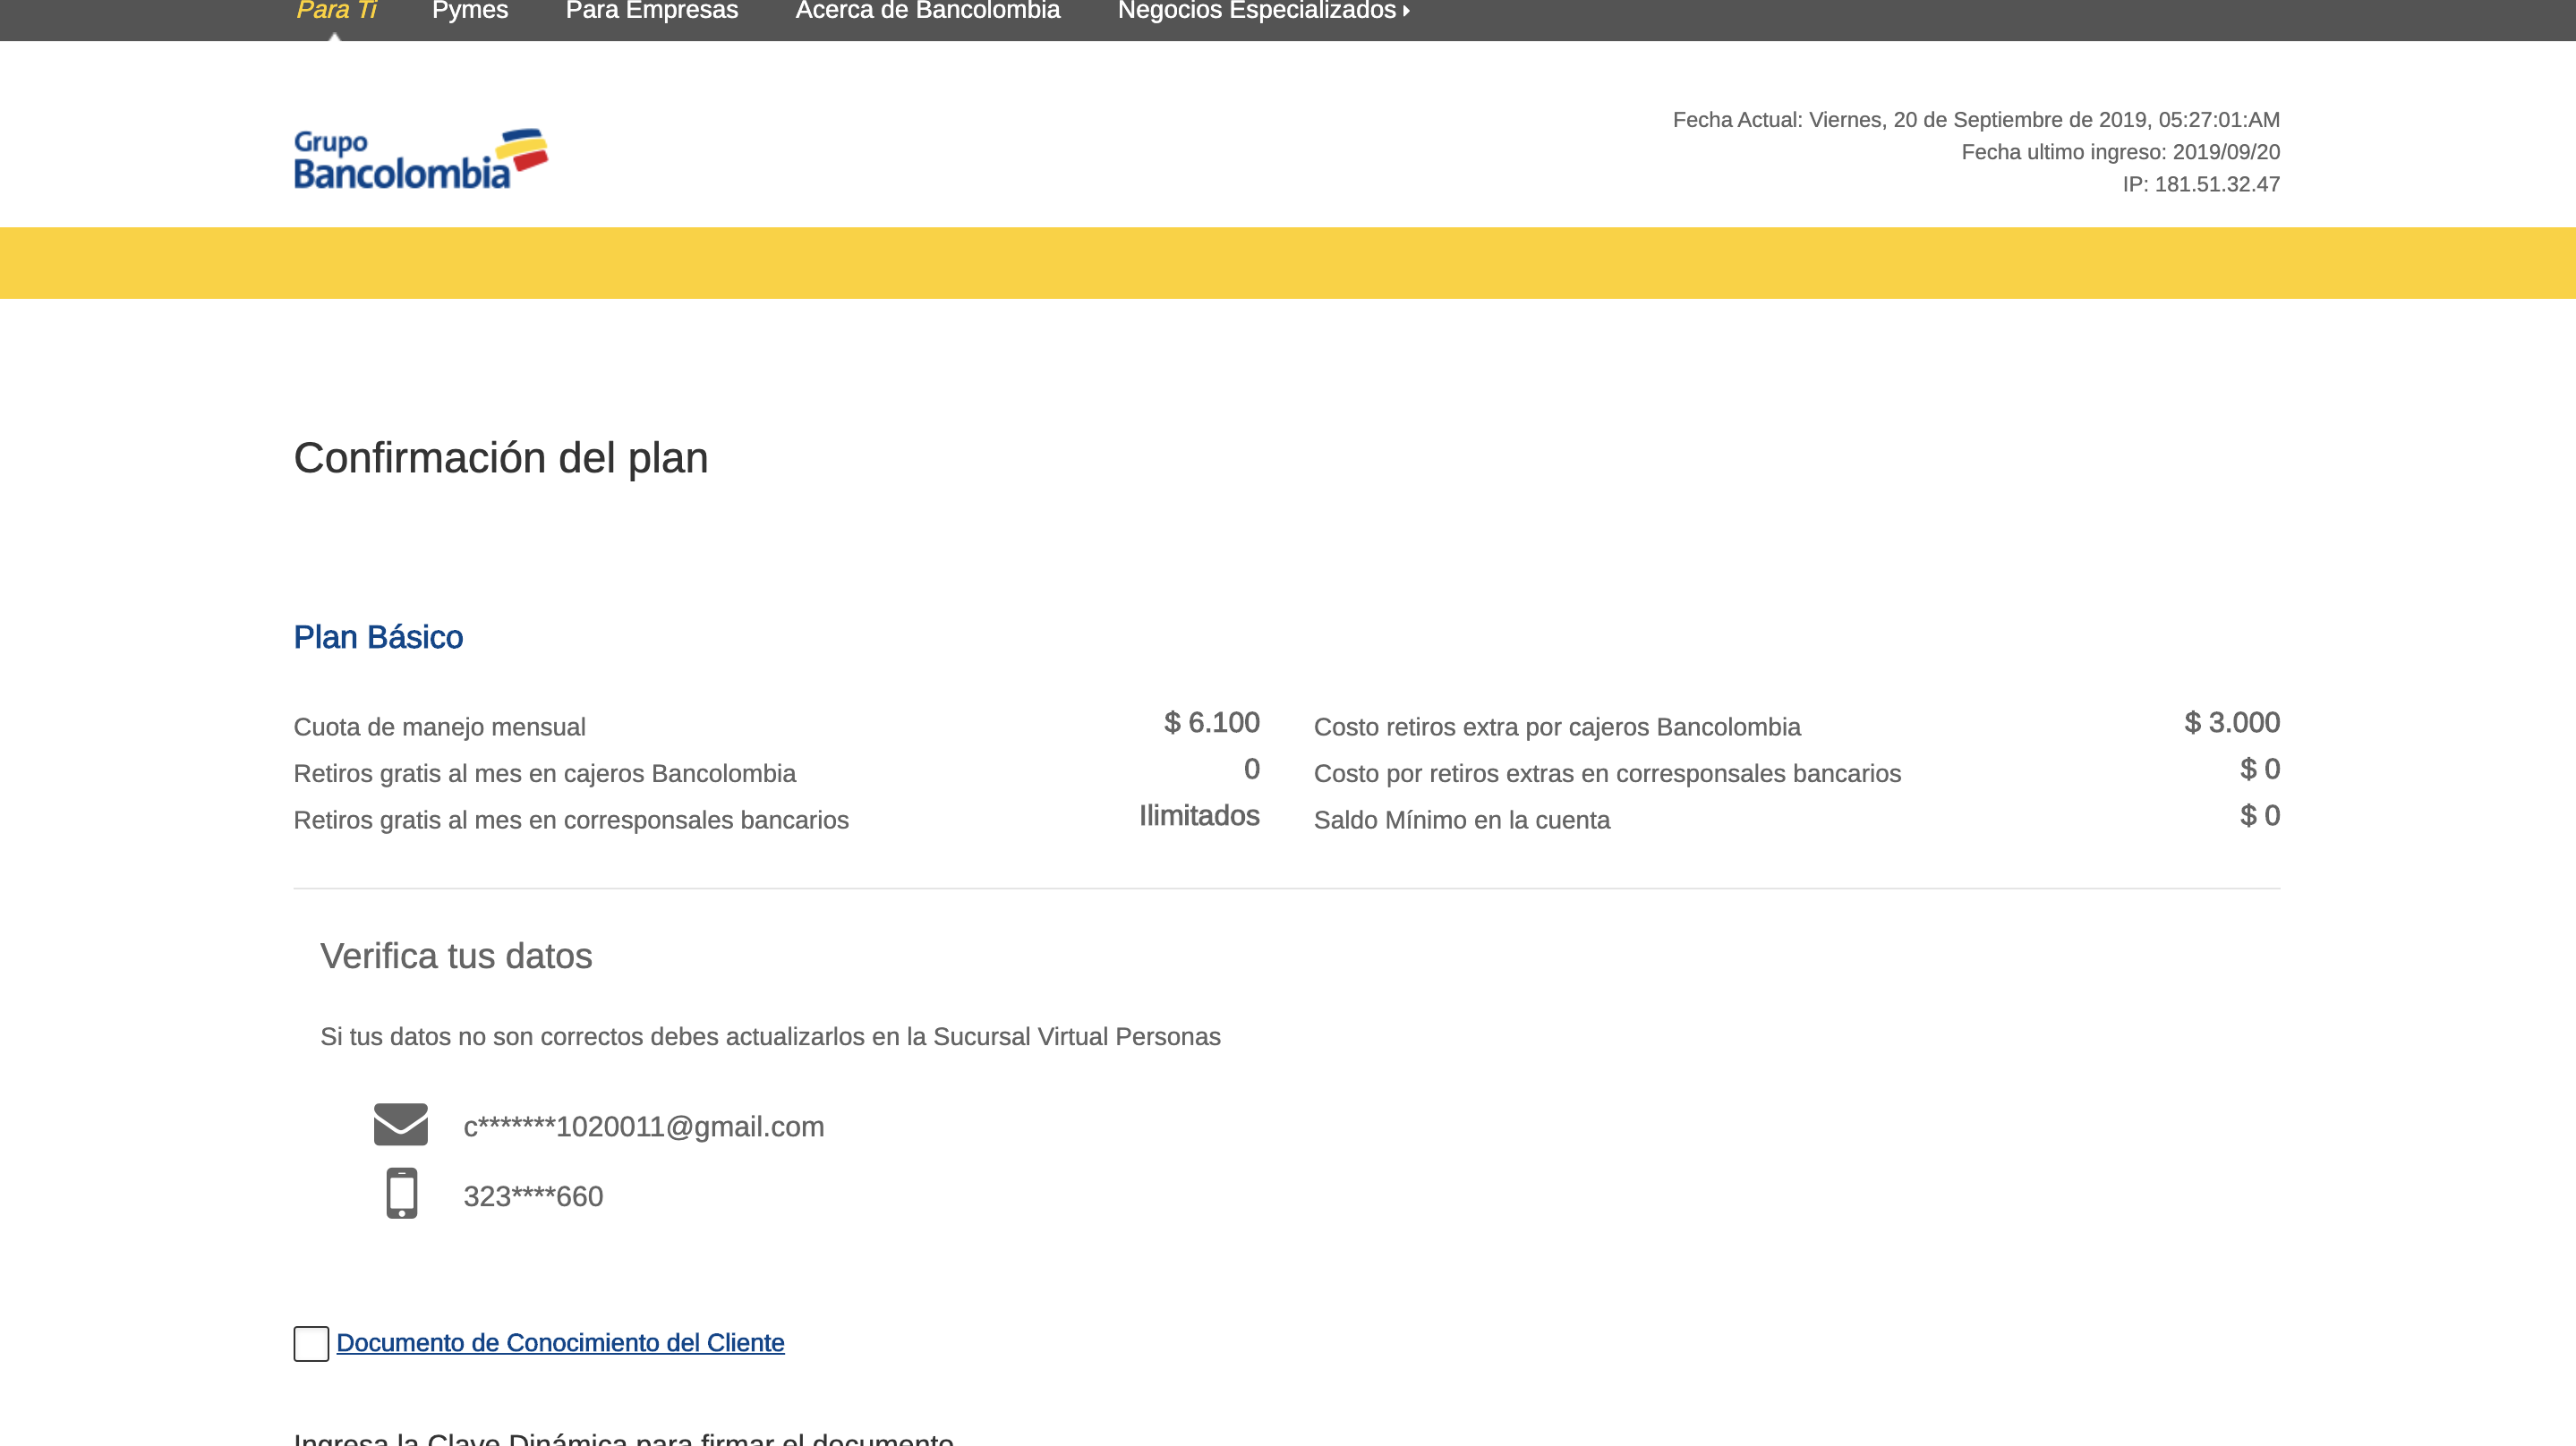 Para Ti Pymes Para Empresas Acerca de Bancolombia Negocios Especializados
Grupo
Bancolombia
Fecha Actual: Viernes, 20 de Septiembre de 2019, 05:27:01:AM
Fecha ultimo ingreso: 2019/09/20
IP: 181.51.32.47
Confirmación del plan
Plan Básico
Cuota de manejo mensual $ 6.100 Costo retiros extra por cajeros Bancolombia $ 3.000
Retiros gratis al mes en cajeros Bancolombia 0 Costo por retiros extras en corresponsales bancarios $ 0
Retiros gratis al mes en corresponsales bancarios Ilimitados Saldo Mínimo en la cuenta $ 0
Verifica tus datos
Si tus datos no son correctos debes actualizarlos en la Sucursal Virtual Personas
c*******1020011@gmail.com
323****660
Documento de Conocimiento del Cliente
Ingresa la Clave Dinámica para firmar el documento